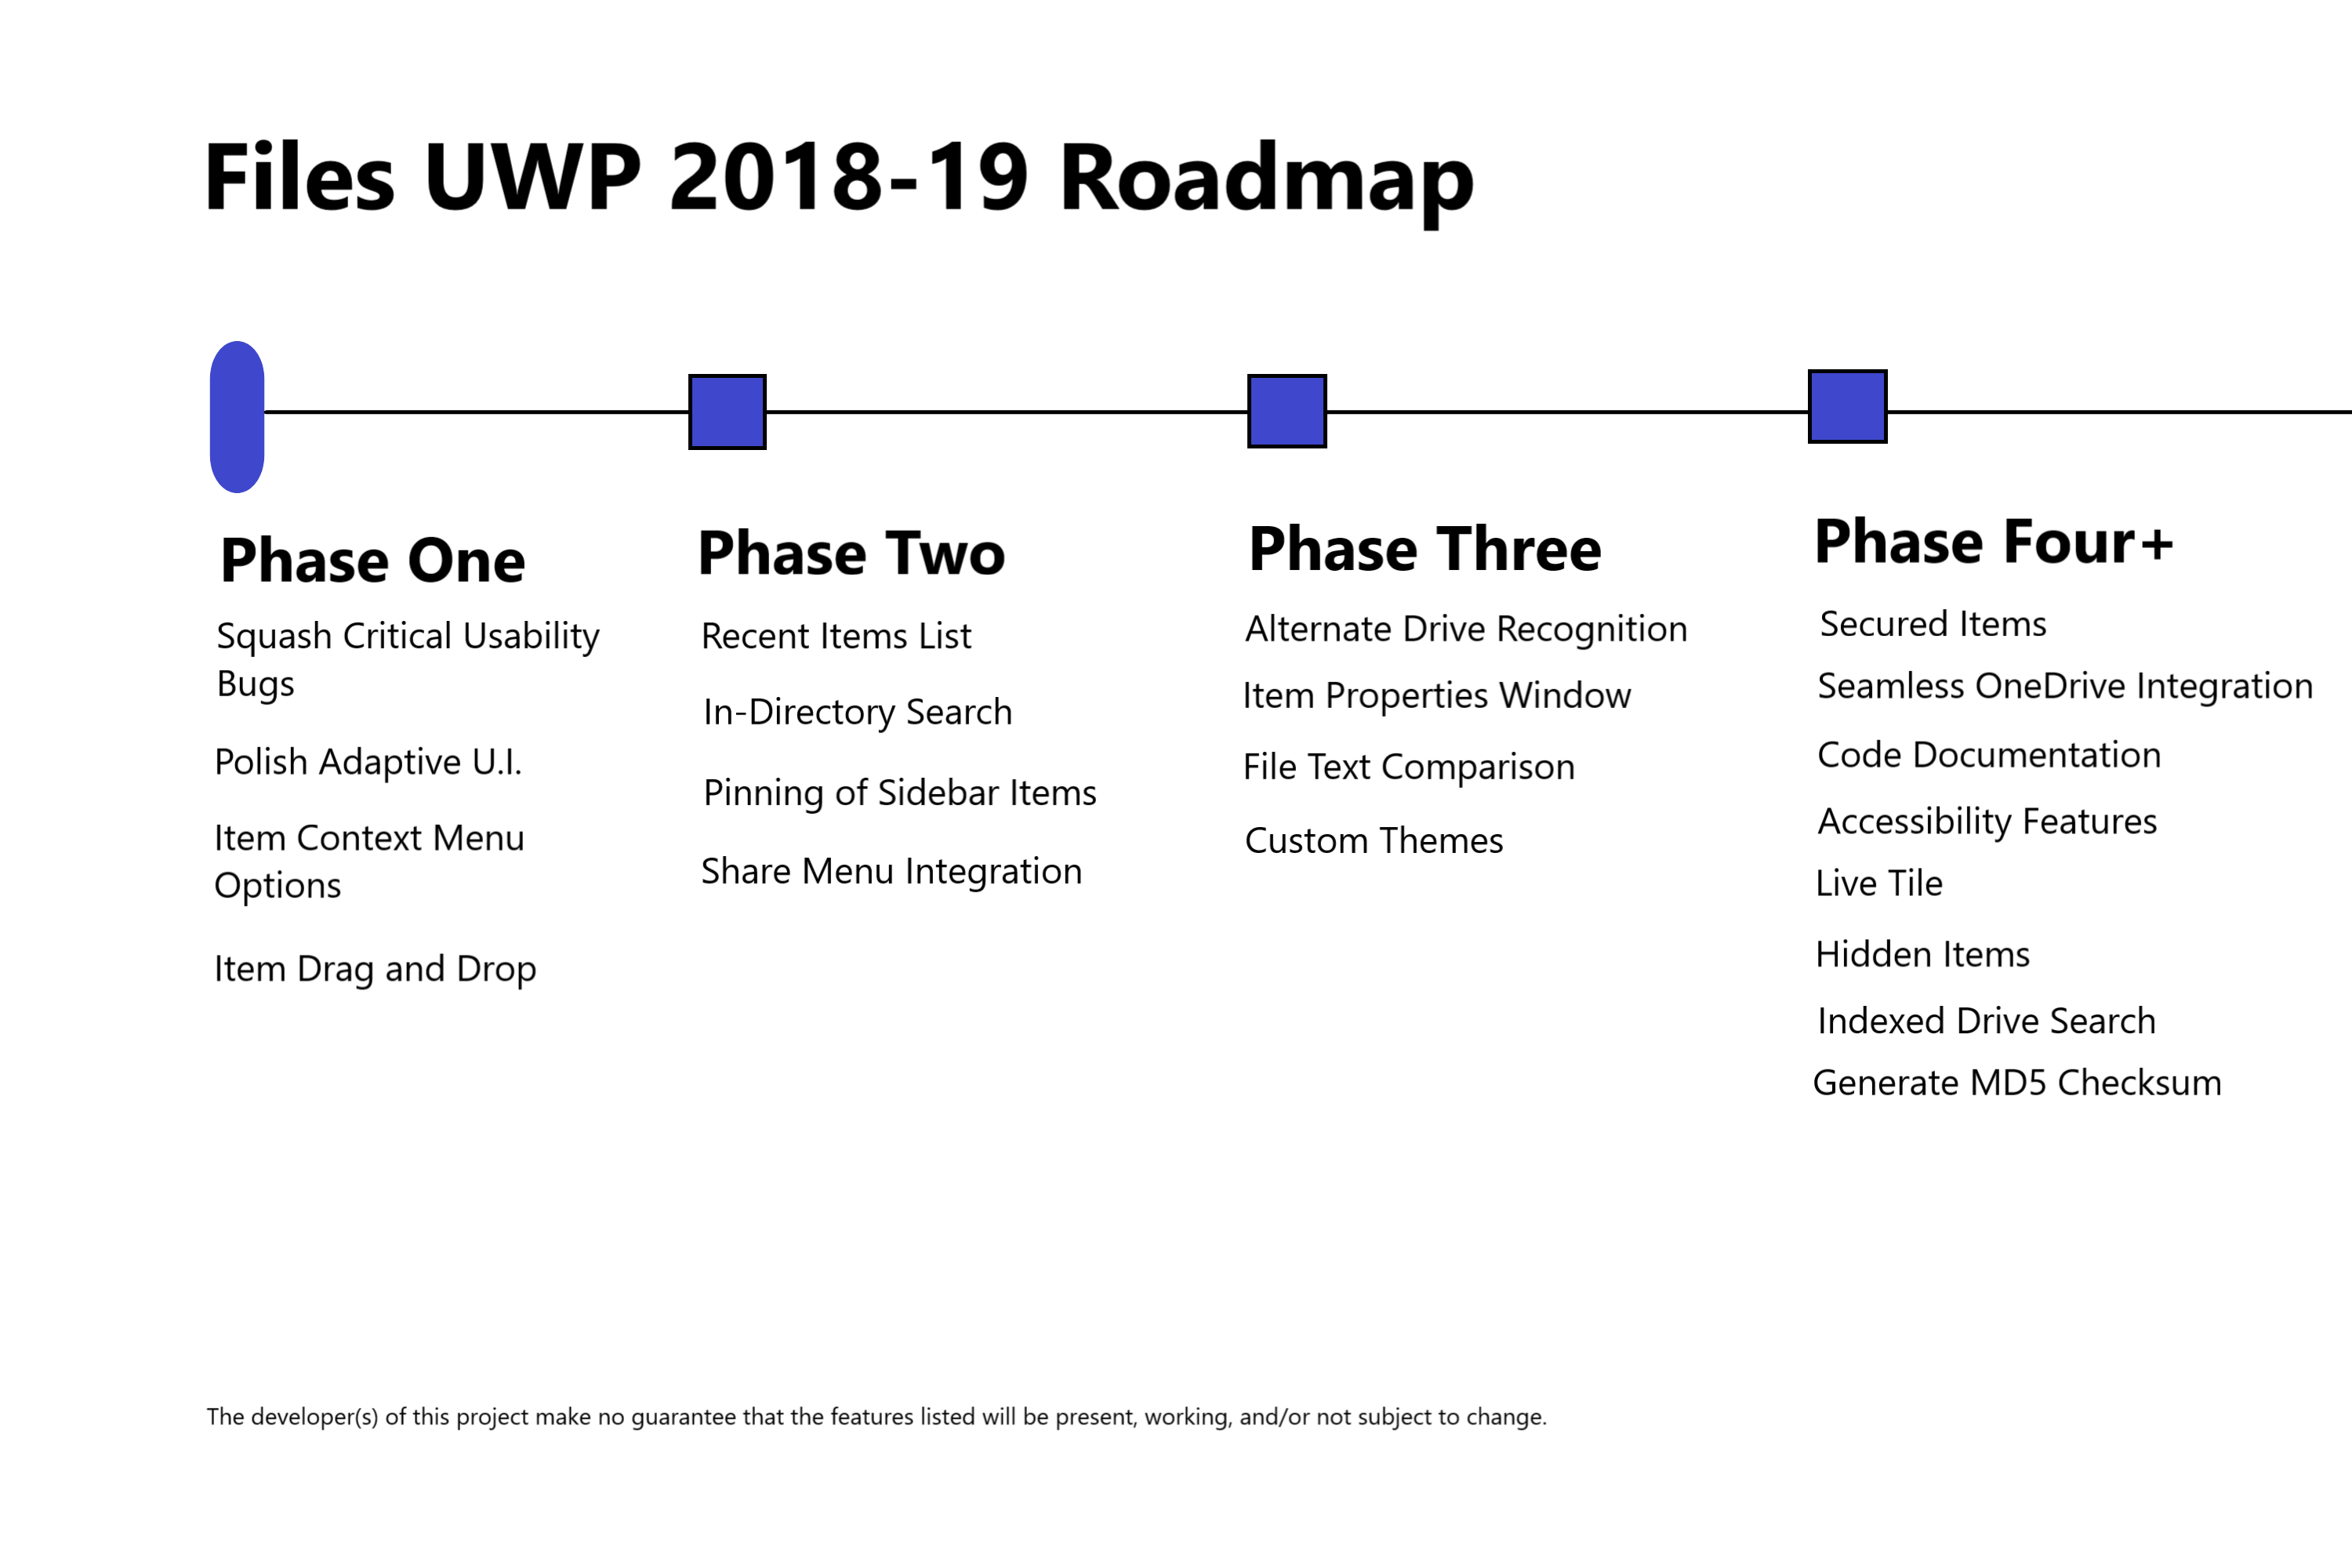 Files UWP 2018-19 Roadmap
Phase One
Squash Critical Usability
Bugs
Polish Adaptive U.I.
Item Context Menu
Options
Item Drag and Drop
Phase Two
Recent Items List
In-Directory Search
Pinning of Sidebar Items
Share Menu Integration
Phase Three
Alternate Drive Recognition
Item Properties Window
File Text Comparison
Custom Themes
Phase Four+
Secured Items
Seamless OneDrive Integration
Code Documentation
Accessibility Features
Live Tile
Hidden Items
Indexed Drive Search
Generate MD5 Checksum
The developer(s) of this project make no guarantee that the features listed will be present, working, and/or not subject to change.